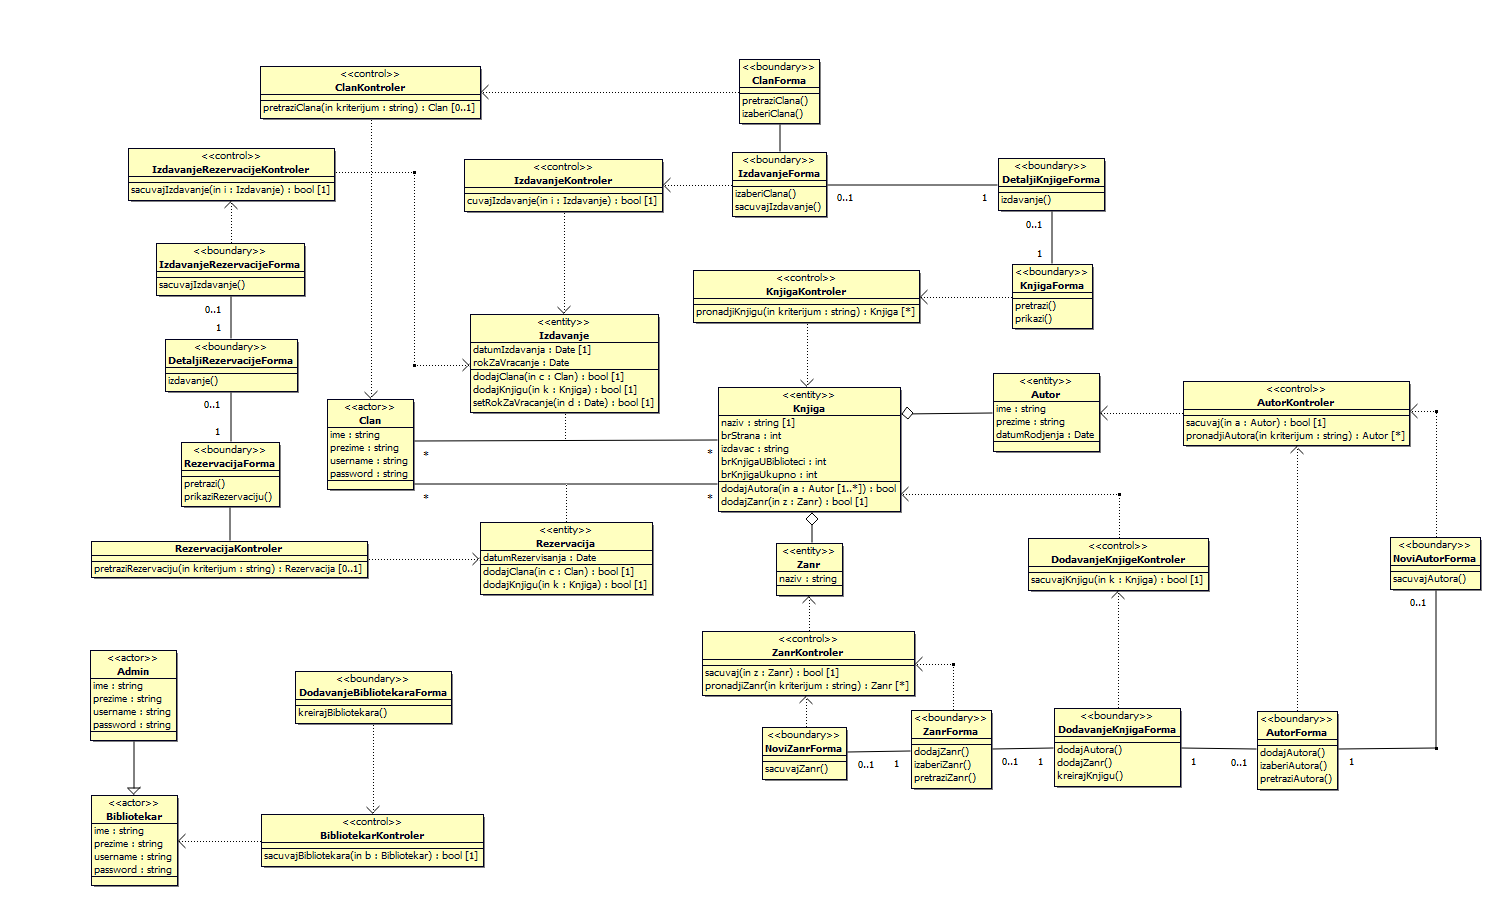 <<control>>
ClanKontroler
pretraziClana(in kriterijum : string) : Clan [0..1]
<<boundary>>
ClanForma
pretraziClana()
izaberiClana()
<<control>>
IzdavanjeRezervacijeKontroler
sacuvajIzdavanje(in i : Izdavanje) : bool [1]
<<control>>
IzdavanjeKontroler
cuvajIzdavanje(in i : Izdavanje) : bool [1]
<<boundary>>
IzdavanjeForma
izaberiClana()
sacuvajIzdavanje()
0..1
1
<<boundary>>
DetaljiKnjigeForma
izdavanje()
0..1
1
<<boundary>>
IzdavanjeRezervacijeForma
sacuvajIzdavanje()
0..1
1
<<control>>
KnjigaKontroler
pronadjiKnjigu(in kriterijum : string) : Knjiga [*]
<<boundary>>
KnjigaForma
pretrazi()
prikazi()
<<boundary>>
DetaljiRezervacijeForma
izdavanje()
0..1
1
<<entity>>
Izdavanje
datumIzdavanja : Date [1]
rokZaVracanje : Date
dodajClana(in c : Clan) : bool [1]
dodajKnjigu(in k : Knjiga) : bool [1]
setRokZaVracanje(in d : Date) : bool [1]
<<actor>>
Clan
ime : string
prezime : string
username : string
password : string
*
*
*
*
<<entity>>
Knjiga
naziv : string [1]
brStrana : int
izdavac : string
brKnjigaUBiblioteci : int
brKnjigaUkupno : int
dodajAutora(in a : Autor [1..*]) : bool
dodajZanr(in z : Zanr) : bool [1]
<<entity>>
Autor
ime : string
prezime : string
datumRodjenja : Date
<<control>>
AutorKontroler
sacuvaj(in a : Autor) : bool [1]
pronadjiAutora(in kriterijum : string) : Autor [*]
<<boundary>>
RezervacijaForma
pretrazi()
prikaziRezervaciju()
RezervacijaKontroler
pretraziRezervaciju(in kriterijum : string) : Rezervacija [0..1]
<<entity>>
Rezervacija
datumRezervisanja : Date
dodajClana(in c : Clan) : bool [1]
dodajKnjigu(in k : Knjiga) : bool [1]
<<entity>>
Zanr
naziv : string
<<control>>
DodavanjeKnjigeKontroler
sacuvajKnjigu(in k : Knjiga) : bool [1]
<<boundary>>
NoviAutorForma
sacuvajAutora()
0..1
<<control>>
ZanrKontroler
sacuvaj(in z : Zanr) : bool [1]
pronadjiZanr(in kriterijum : string) : Zanr [*]
<<actor>>
Admin
ime : string
prezime : string
username : string
password : string
<<boundary>>
DodavanjeBibliotekaraForma
kreirajBibliotekara()
<<boundary>>
NoviZanrForma
sacuvajZanr()
0..1
1
<<boundary>>
ZanrForma
dodajZanr()
izaberiZanr()
pretraziZanr()
0..1
1
<<boundary>>
DodavanjeKnjigaForma
dodajAutora()
dodajZanr()
kreirajKnjigu()
1
0..1
<<boundary>>
AutorForma
dodajAutora()
izaberiAutora()
pretraziAutora()
1
<<actor>>
Bibliotekar
ime : string
prezime : string
username : string
password : string
<<control>>
BibliotekarKontroler
sacuvajBibliotekara(in b : Bibliotekar) : bool [1]